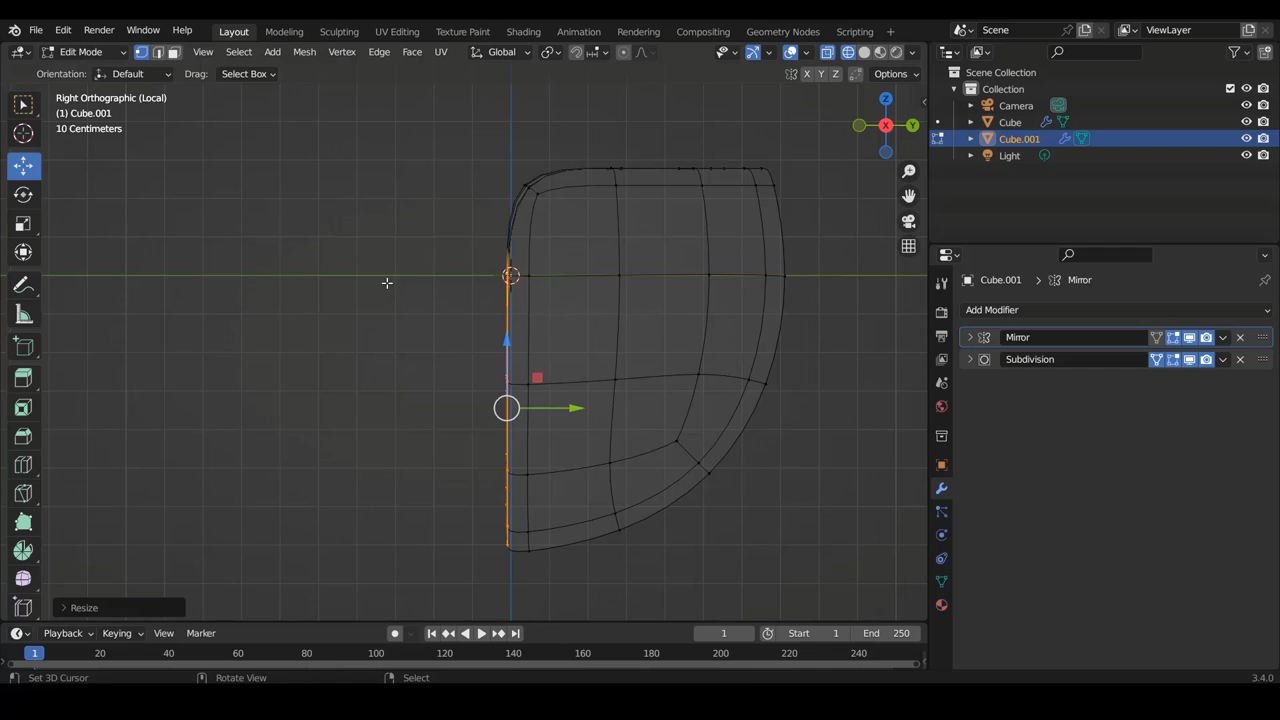 File Edit Render Window Help Layout Modeling Sculpting UV Editing Texture Paint Shading Animation Rendering Compositing Geometry Nodes Scripting Scene ViewLayer
Edit Mode View Select Add Mesh Vertex Edge Face UV Global
Orientation: Default Drag: Select Box X Y Z Options
Right Orthographic (Local)
(1) Cube.001
10 Centimeters
Z
X
Y
Resize
Scene Collection
Collection
Camera
Cube
Cube.001
Light
Cube.001 Mirror
Add Modifier
Mirror
Subdivision
Playback Keying View Marker 1 Start 1 End 250
1 20 40 60 80 100 120 140 160 180 200 220 240
Set 3D Cursor Rotate View Select 3.4.0